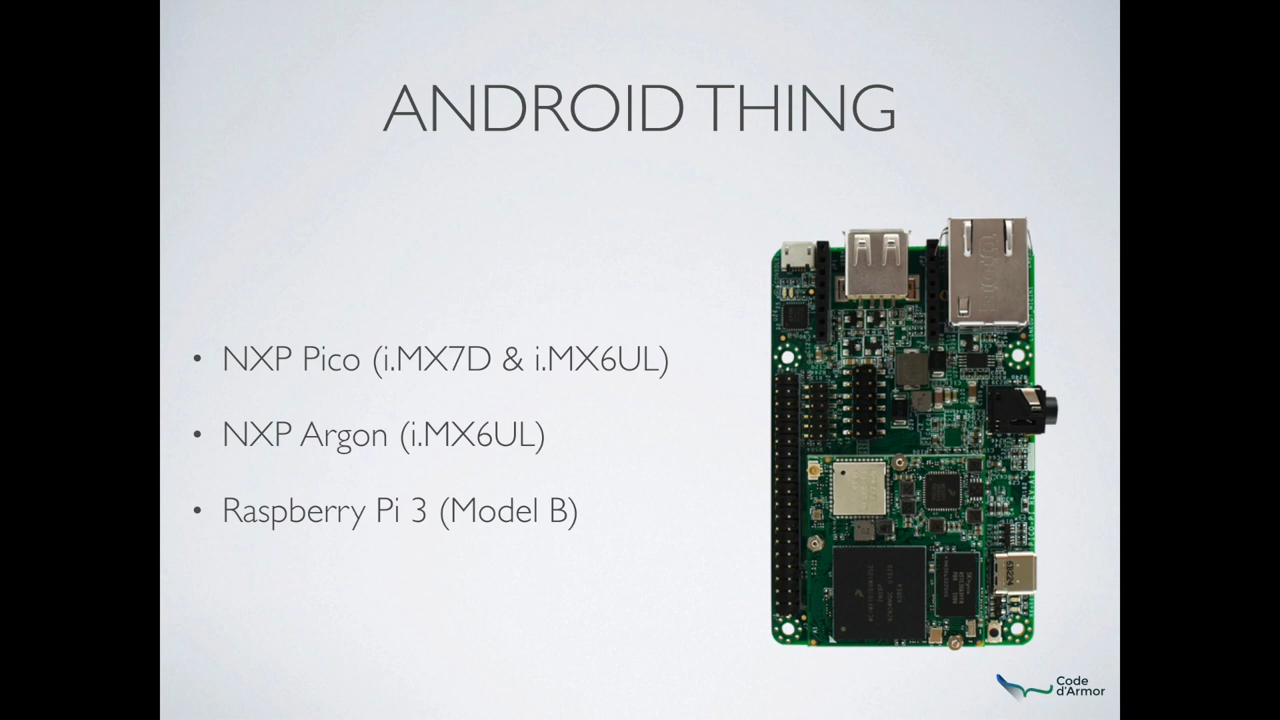 ANDROID THING
• NXP Pico (i.MX7D & i.MX6UL)
• NXP Argon (i.MX6UL)
• Raspberry Pi 3 (Model B)
Code
d'Armor